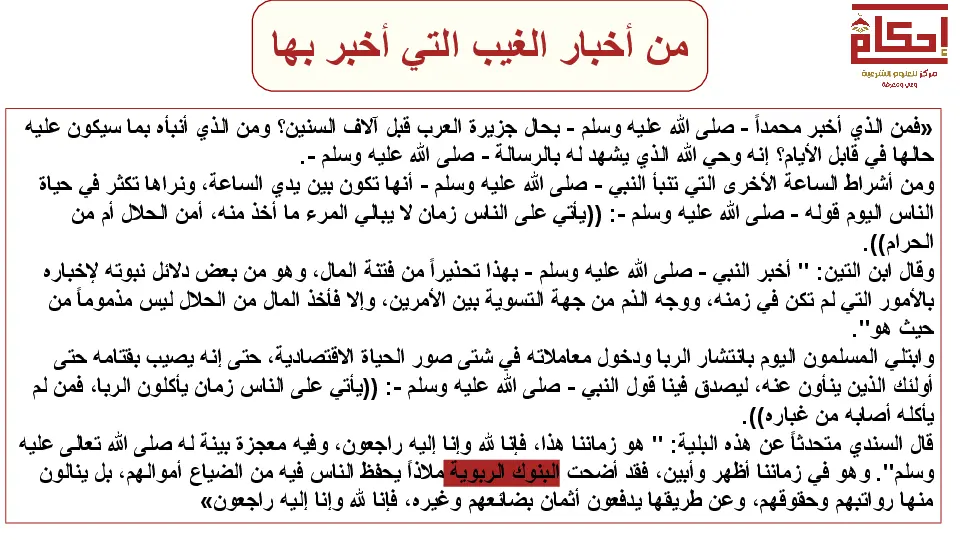 من أخبار الغيب التي أخبر بها
إحكام
مركز للعلوم الشرعية
وعي ومعرفة
«فمن الذي أخبر محمداً - صلى الله عليه وسلم - بحال جزيرة العرب قبل آلاف السنين؟ ومن الذي أنبأه بما سيكون عليه
حالها في قابل الأيام؟ إنه وحي الله الذي يشهد له بالرسالة - صلى الله عليه وسلم -.
ومن أشراط الساعة الأخرى التي تنبأ النبي - صلى الله عليه وسلم - أنها تكون بين يدي الساعة، ونراها تكثر في حياة
الناس اليوم قوله - صلى الله عليه وسلم -: ((يأتي على الناس زمان لا يبالي المرء ما أخذ منه، أمن الحلال أم من
الحرام)).
وقال ابن التين: " أخبر النبي - صلى الله عليه وسلم - بهذا تحذيراً من فتنة المال، وهو من بعض دلائل نبوته لإخباره
بالأمور التي لم تكن في زمنه، ووجه الذم من جهة التسوية بين الأمرين، وإلا فأخذ المال من الحلال ليس مذموماً من
حيث هو".
وابتلي المسلمون اليوم بانتشار الربا ودخول معاملاته في شتى صور الحياة الاقتصادية، حتى إنه يصيب بقتامه حتى
أولئك الذين ينأون عنه، ليصدق فينا قول النبي - صلى الله عليه وسلم -: ((يأتي على الناس زمان يأكلون الربا، فمن لم
يأكله أصابه من غباره)).
قال السندي متحدثاً عن هذه البلية: " هو زماننا هذا، فإنا لله وإنا إليه راجعون، وفيه معجزة بينة له صلى الله تعالى عليه
وسلم". وهو في زماننا أظهر وأبين، فقد أضحت البنوك الربوية ملاذاً يحفظ الناس فيه من الضياع أموالهم، بل ينالون
منها رواتبهم وحقوقهم، وعن طريقها يدفعون أثمان بضائعهم وغيره، فإنا لله وإنا إليه راجعون»